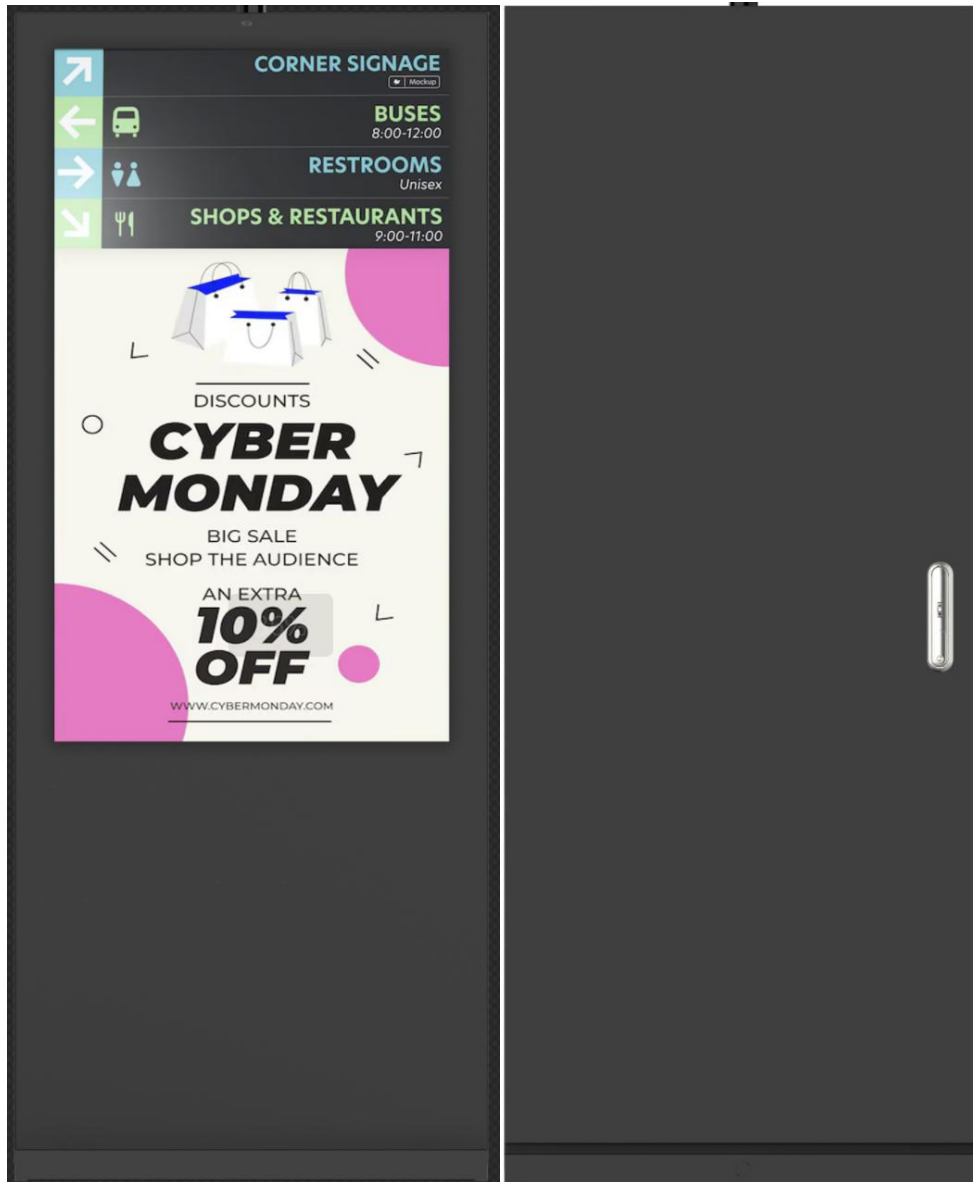 CORNER SIGNAGE
Mockup
BUSES
8:00-12:00
RESTROOMS
Unisex
SHOPS & RESTAURANTS
9:00-11:00
DISCOUNTS
CYBER
MONDAY
BIG SALE
SHOP THE AUDIENCE
AN EXTRA
10%
OFF
WWW.CYBERMONDAY.COM